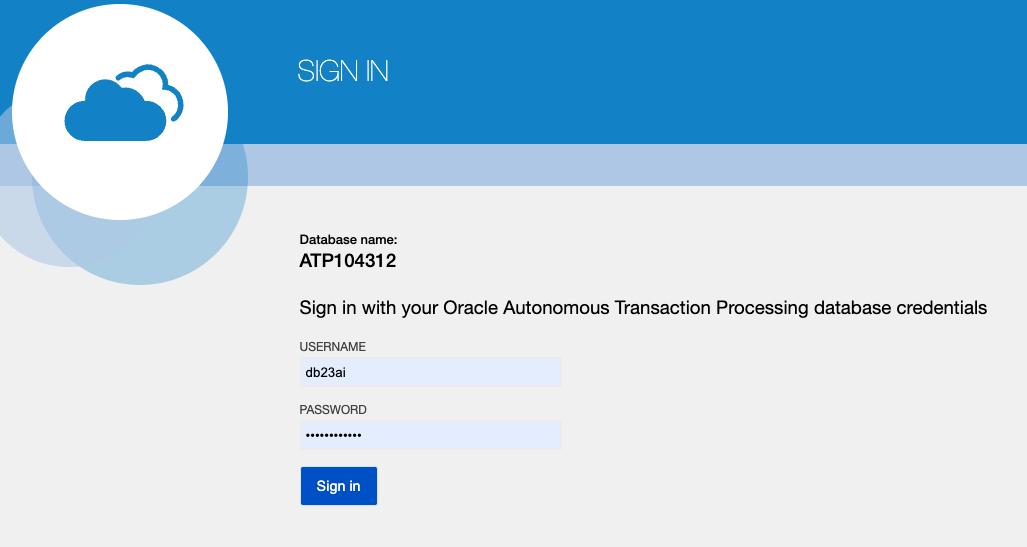 SIGN IN
Database name:
ATP104312
Sign in with your Oracle Autonomous Transaction Processing database credentials
USERNAME
db23ai
PASSWORD
••••••••••••
Sign in